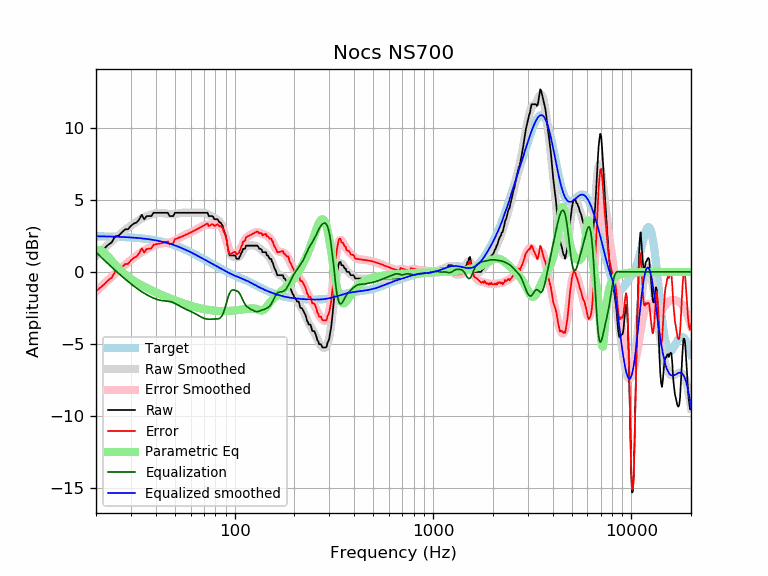 Nocs NS700
Amplitude (dBr)
10
5
0
−5
−10
−15
Target
Raw Smoothed
Error Smoothed
Raw
Error
Parametric Eq
Equalization
Equalized smoothed
100
1000
10000
Frequency (Hz)